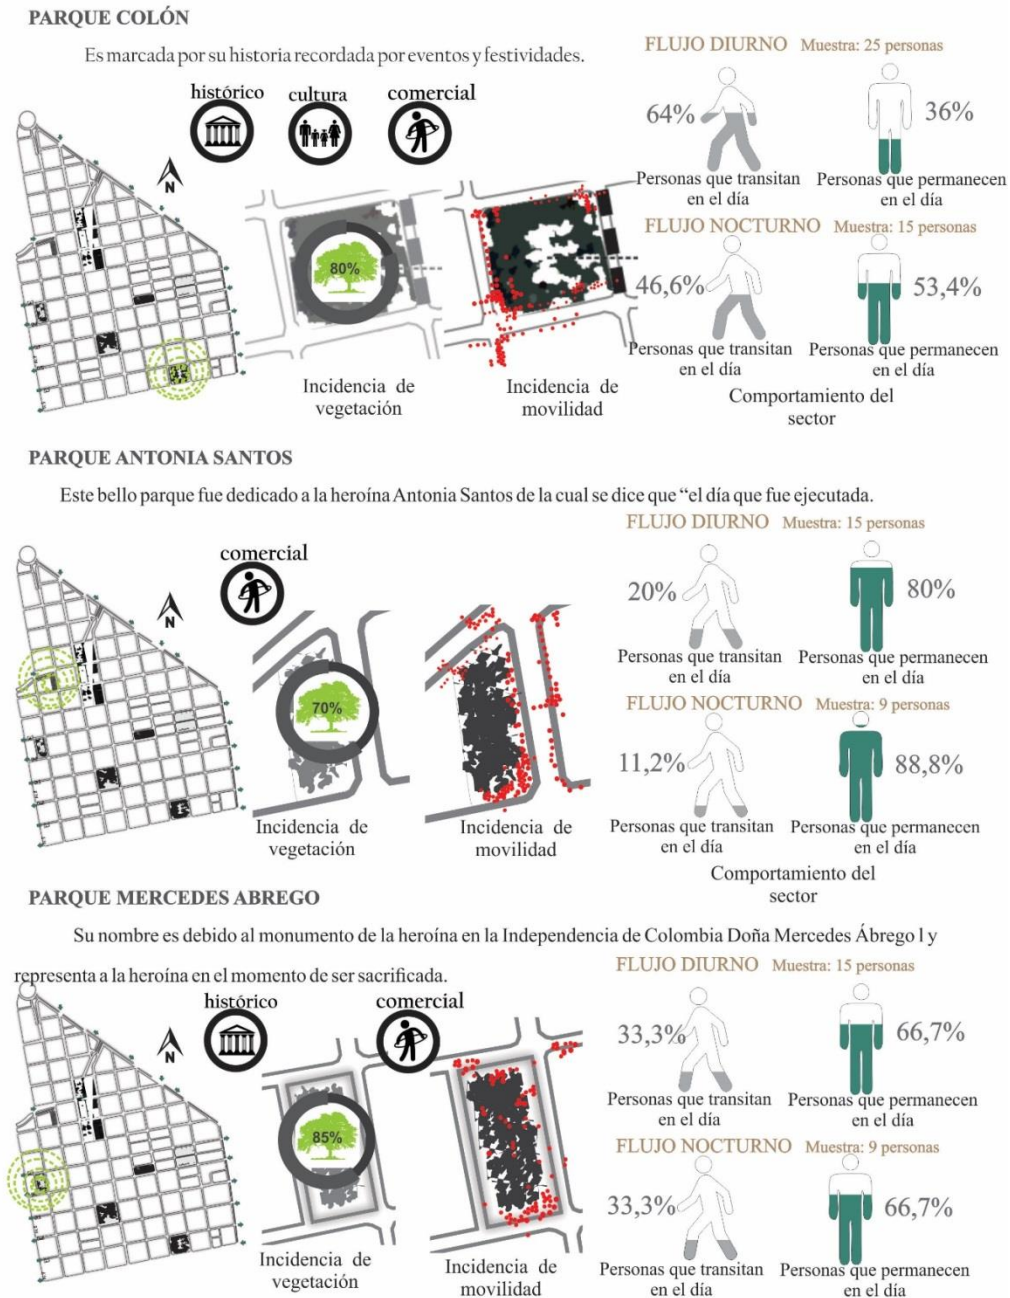 PARQUE COLÓN
Es marcada por su historia recordada por eventos y festividades.
histórico
cultura
comercial
N
80%
Incidencia de
vegetación
Incidencia de
movilidad
FLUJO DIURNO Muestra: 25 personas
64%
36%
Personas que transitan
en el día
Personas que permanecen
en el día
FLUJO NOCTURNO Muestra: 15 personas
46,6%
53,4%
Personas que transitan
en el día
Personas que permanecen
en el día
Comportamiento del
sector
PARQUE ANTONIA SANTOS
Este bello parque fue dedicado a la heroína Antonia Santos de la cual se dice que “el día que fue ejecutada.
comercial
N
70%
Incidencia de
vegetación
Incidencia de
movilidad
FLUJO DIURNO Muestra: 15 personas
20%
80%
Personas que transitan
en el día
Personas que permanecen
en el día
FLUJO NOCTURNO Muestra: 9 personas
11,2%
88,8%
Personas que transitan
en el día
Personas que permanecen
en el día
Comportamiento del
sector
PARQUE MERCEDES ABREGO
Su nombre es debido al monumento de la heroína en la Independencia de Colombia Doña Mercedes Ábrego l y
representa a la heroína en el momento de ser sacrificada.
histórico
comercial
N
85%
Incidencia de
vegetación
Incidencia de
movilidad
FLUJO DIURNO Muestra: 15 personas
33,3%
66,7%
Personas que transitan
en el día
Personas que permanecen
en el día
FLUJO NOCTURNO Muestra: 9 personas
33,3%
66,7%
Personas que transitan
en el día
Personas que permanecen
en el día